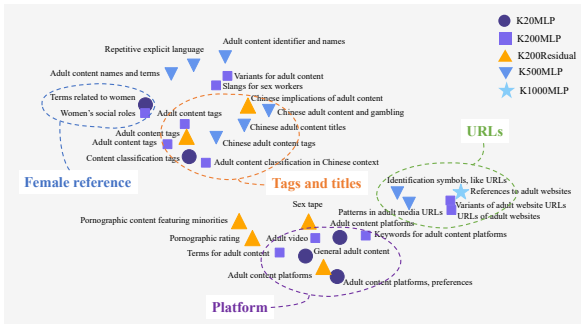 K20MLP
K200MLP
K200Residual
K500MLP
K1000MLP
Adult content identifier and names
Repetitive explicit language
Adult content names and terms
Variants for adult content
Slangs for sex workers
Terms related to women
Women's social roles
Chinese implications of adult content
Adult content tags
Chinese adult content and gambling
Chinese adult content titles
Adult content tags
Adult content tags
Chinese adult content tags
Content classification tags
Adult content classification in Chinese context
URLs
Female reference
Tags and titles
Identification symbols, like URLs
References to adult websites
Sex tape
Variants of adult website URLs
Patterns in adult media URLs
URLs of adult websites
Pornographic content featuring minorities
Adult content platforms
Pornographic rating
Adult video
Keywords for adult content platforms
Terms for adult content
General adult content
Adult content platforms
Adult content platforms, preferences
Platform